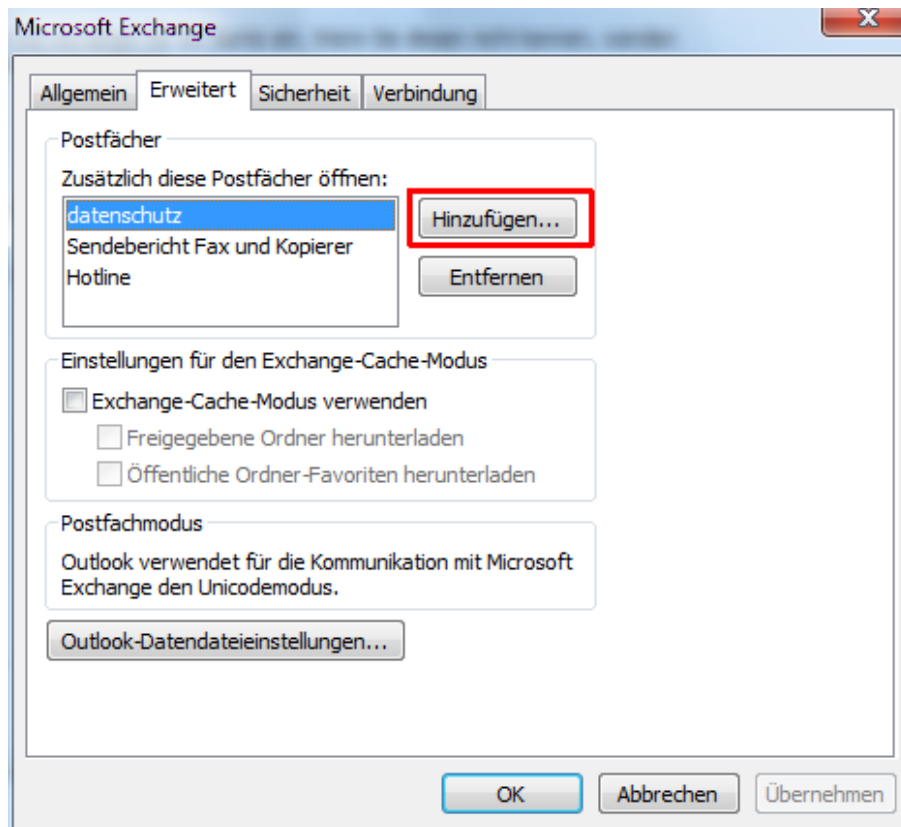 Microsoft Exchange
Allgemein Erweitert Sicherheit Verbindung
Postfächer
Zusätzlich diese Postfächer öffnen:
datenschutz
Hinzufügen...
Sendebericht Fax und Kopierer
Hotline
Entfernen
Einstellungen für den Exchange-Cache-Modus
Exchange-Cache-Modus verwenden
Freigegebene Ordner herunterladen
Öffentliche Ordner-Favoriten herunterladen
Postfachmodus
Outlook verwendet für die Kommunikation mit Microsoft
Exchange den Unicodemodus.
Outlook-Datendateieinstellungen...
OK Abbrechen Übernehmen